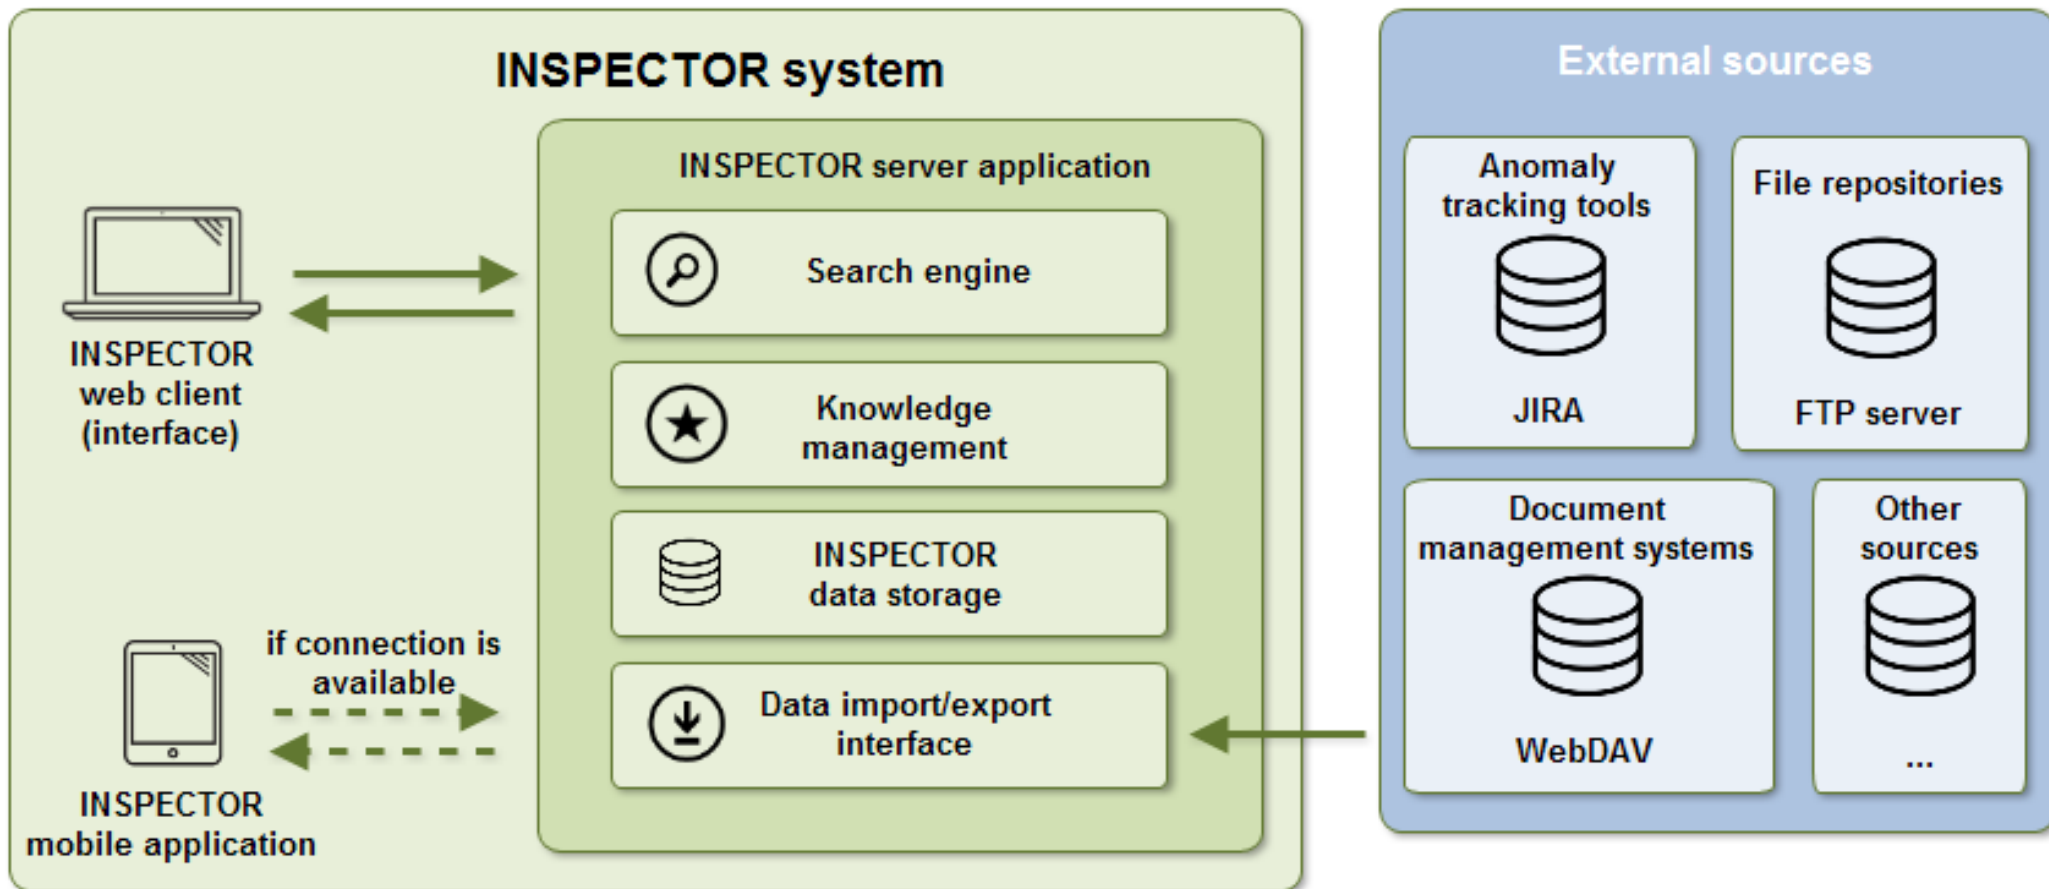 INSPECTOR system
INSPECTOR server application
INSPECTOR
web client
(interface)
Search engine
Knowledge
management
INSPECTOR
data storage
if connection is
available
INSPECTOR
mobile application
Data import/export
interface
External sources
Anomaly
tracking tools
JIRA
File repositories
FTP server
Document
management systems
WebDAV
Other
sources
...